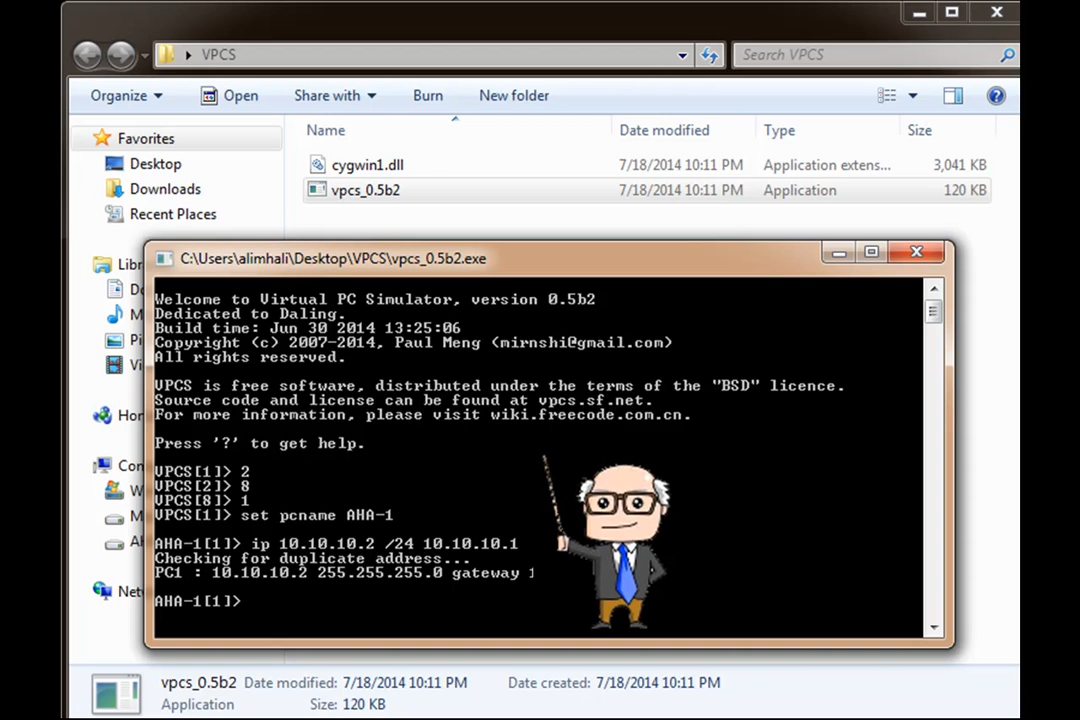 VPCS
Search VPCS
Organize
Open
Share with
Burn
New folder
Name
Date modified
Type
Size
Favorites
Desktop
Downloads
Recent Places
cygwin1.dll
7/18/2014 10:11 PM
Application extens...
3,041 KB
vpcs_0.5b2
7/18/2014 10:11 PM
Application
120 KB
Libr
Hon
Con
Net
C:\Users\alimhali\Desktop\VPCS\vpcs_0.5b2.exe
Welcome to Virtual PC Simulator, version 0.5b2
Dedicated to Daling.
Build time: Jun 30 2014 13:25:06
Copyright (c) 2007-2014, Paul Meng (mirnshi@gmail.com)
All rights reserved.
VPCS is free software, distributed under the terms of the "BSD" licence.
Source code and license can be found at vpcs.sf.net.
For more information, please visit wiki.freecode.com.cn.
Press '?' to get help.
VPCS[1]> 2
VPCS[2]> 8
VPCS[8]> 1
VPCS[1]> set pcname AHA-1
AHA-1[1]> ip 10.10.10.2 /24 10.10.10.1
Checking for duplicate address...
PC1 : 10.10.10.2 255.255.255.0 gateway 1
AHA-1[1]>
vpcs_0.5b2
Date modified: 7/18/2014 10:11 PM
Date created: 7/18/2014 10:11 PM
Application
Size: 120 KB